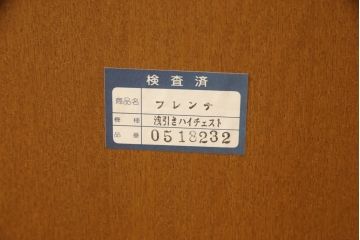 検査済
商品名 フレンチ
機種 浅引きハイチェスト
品番 0518232